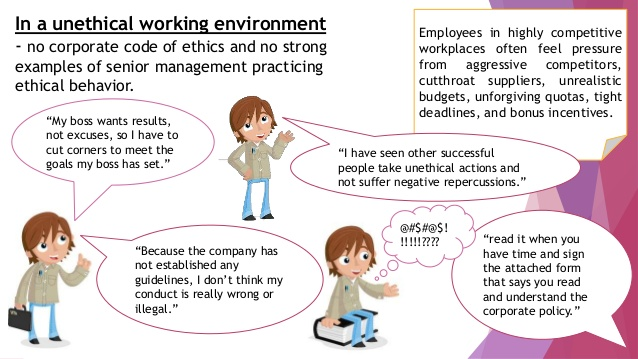 In a unethical working environment
- no corporate code of ethics and no strong
examples of senior management practicing
ethical behavior.
Employees in highly competitive
workplaces often feel pressure
from aggressive competitors,
cutthroat suppliers, unrealistic
budgets, unforgiving quotas, tight
deadlines, and bonus incentives.
“My boss wants results,
not excuses, so I have to
cut corners to meet the
goals my boss has set.”
“I have seen other successful
people take unethical actions and
not suffer negative repercussions.”
“Because the company has
not established any
guidelines, I don’t think my
conduct is really wrong or
illegal.”
@#$#@$!
!!!!!????
“read it when you
have time and sign
the attached form
that says you read
and understand the
corporate policy.”